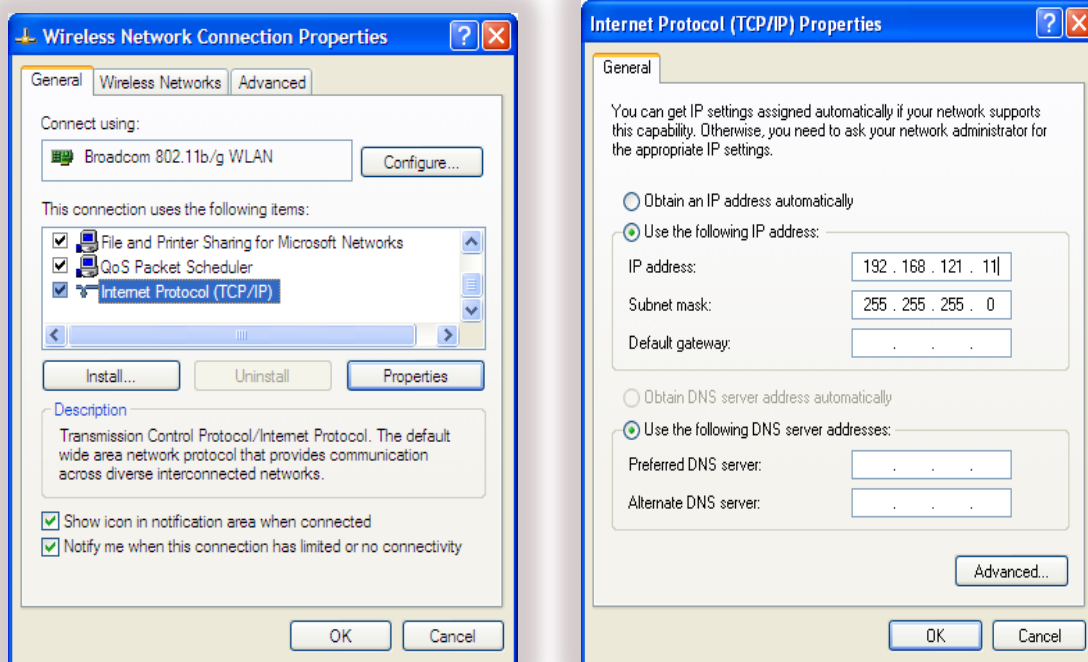 Wireless Network Connection Properties
General
Wireless Networks
Advanced
Connect using:
Broadcom 802.11b/g WLAN
Configure...
This connection uses the following items:
File and Printer Sharing for Microsoft Networks
QoS Packet Scheduler
Internet Protocol (TCP/IP)
Install...
Uninstall
Properties
Description
Transmission Control Protocol/Internet Protocol. The default
wide area network protocol that provides communication
across diverse interconnected networks.
Show icon in notification area when connected
Notify me when this connection has limited or no connectivity
OK
Cancel
Internet Protocol (TCP/IP) Properties
General
You can get IP settings assigned automatically if your network supports
this capability. Otherwise, you need to ask your network administrator for
the appropriate IP settings.
Obtain an IP address automatically
Use the following IP address:
IP address: 192 . 168 . 121 . 11
Subnet mask: 255 . 255 . 255 . 0
Default gateway: . . .
Obtain DNS server address automatically
Use the following DNS server addresses:
Preferred DNS server: . . .
Alternate DNS server: . . .
Advanced...
OK
Cancel